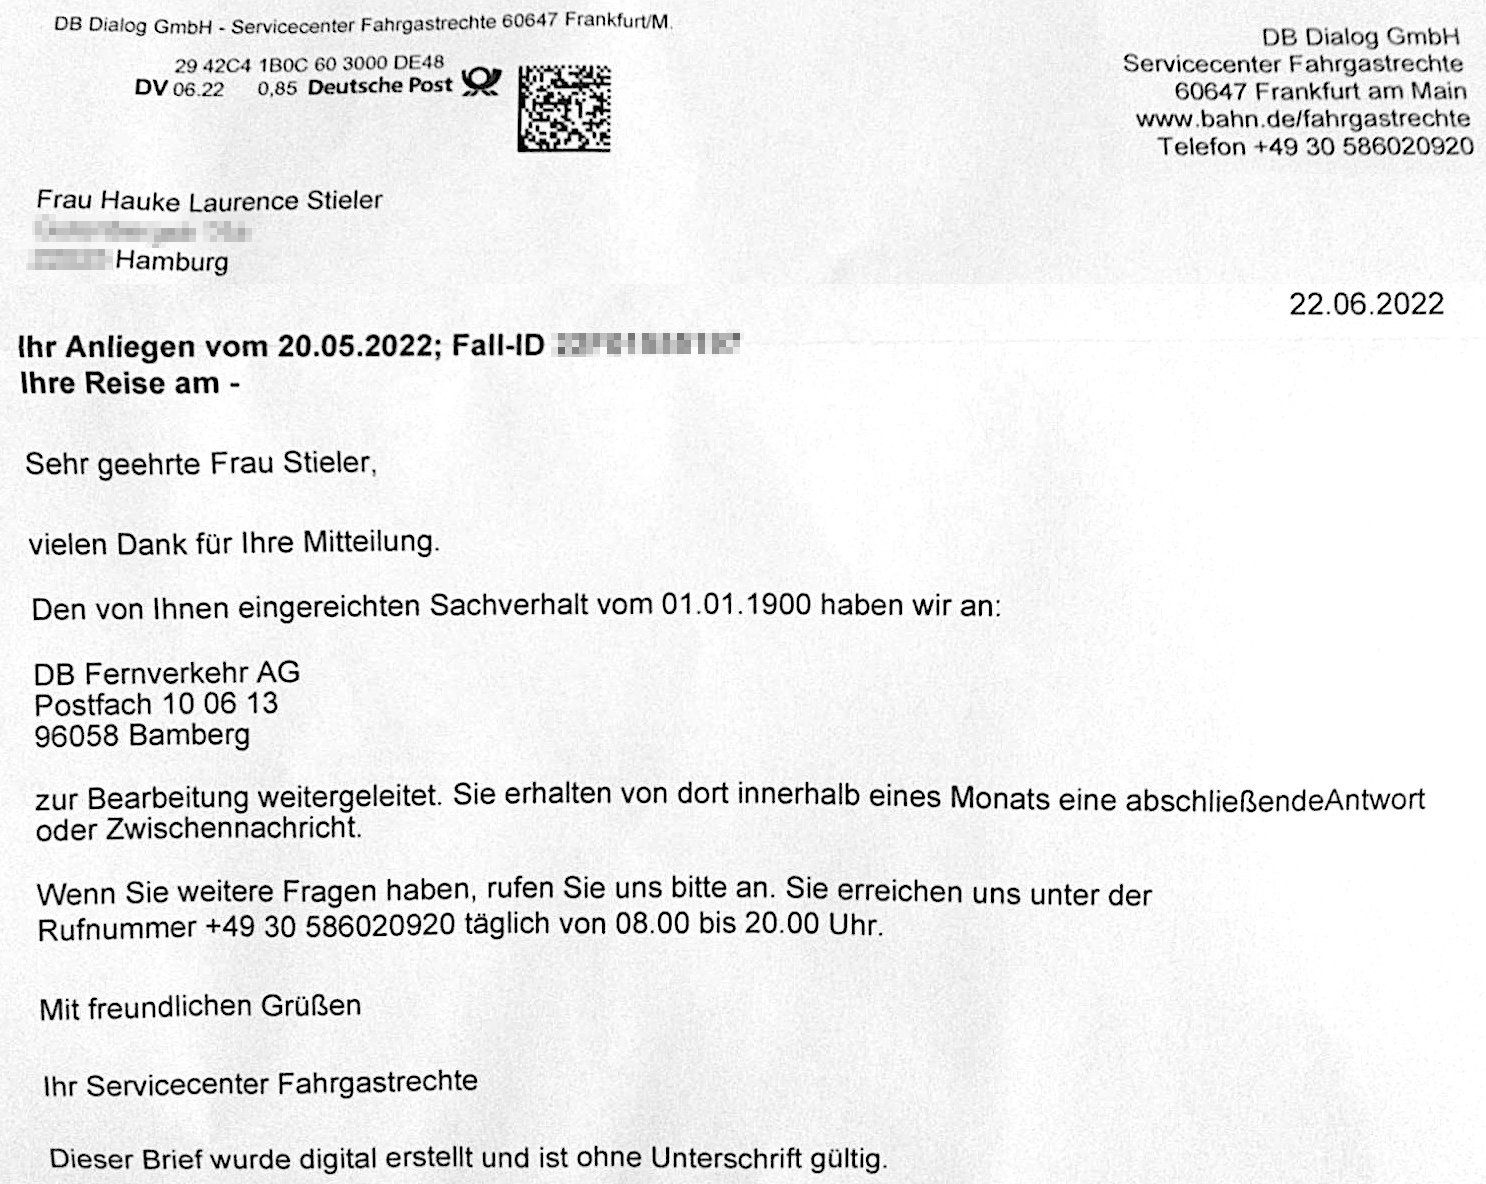 DB Dialog GmbH - Servicecenter Fahrgastrechte 60647 Frankfurt/M.
29 42C4 1B0C 60 3000 DE48
DV 06.22 0,85 Deutsche Post
DB Dialog GmbH
Servicecenter Fahrgastrechte
60647 Frankfurt am Main
www.bahn.de/fahrgastrechte
Telefon +49 30 586020920
Frau Hauke Laurence Stieler
Hamburg
22.06.2022
Ihr Anliegen vom 20.05.2022; Fall-ID
Ihre Reise am -
Sehr geehrte Frau Stieler,
vielen Dank für Ihre Mitteilung.
Den von Ihnen eingereichten Sachverhalt vom 01.01.1900 haben wir an:
DB Fernverkehr AG
Postfach 10 06 13
96058 Bamberg
zur Bearbeitung weitergeleitet. Sie erhalten von dort innerhalb eines Monats eine abschließendeAntwort
oder Zwischennachricht.
Wenn Sie weitere Fragen haben, rufen Sie uns bitte an. Sie erreichen uns unter der
Rufnummer +49 30 586020920 täglich von 08.00 bis 20.00 Uhr.
Mit freundlichen Grüßen
Ihr Servicecenter Fahrgastrechte
Dieser Brief wurde digital erstellt und ist ohne Unterschrift gültig.